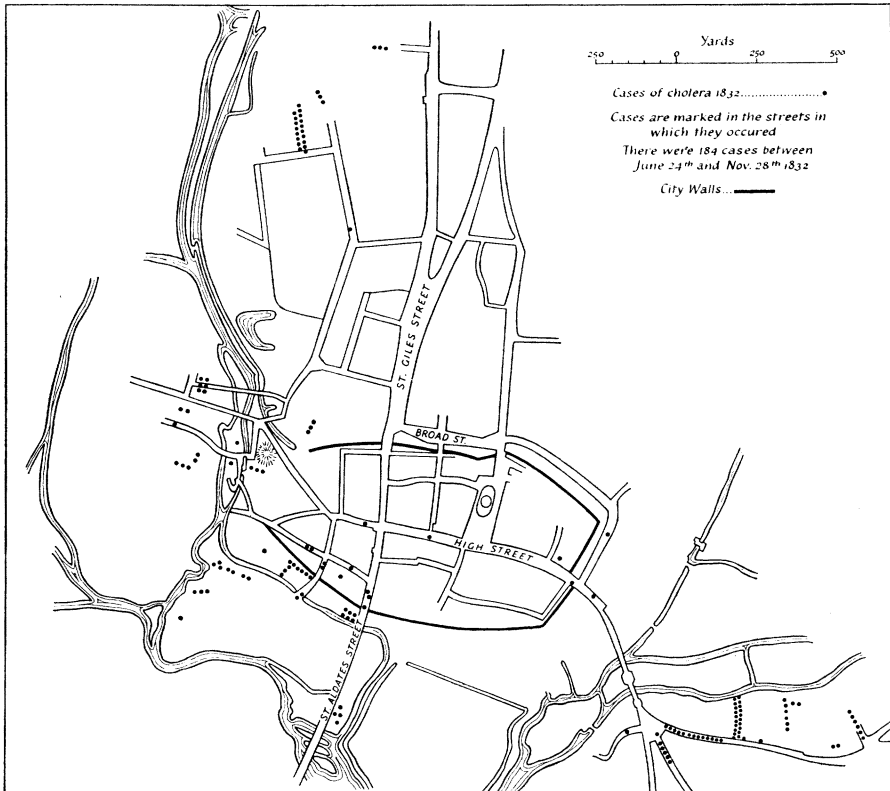 Yards
250 0 250 500
Cases of cholera 1832......................•
Cases are marked in the streets in
which they occured
There were 184 cases between
June 24th and Nov. 28th 1832
City Walls...
ST. GILES STREET
BROAD ST.
HIGH STREET
ST ALDATES STREET